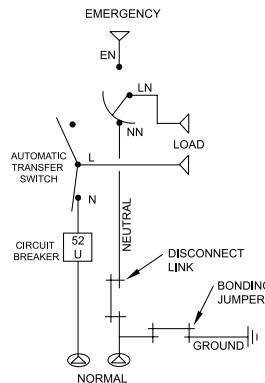 EMERGENCY
EN
LN
LOAD
NN
AUTOMATIC
TRANSFER
SWITCH
L
N
NEUTRAL
CIRCUIT
BREAKER
52
U
DISCONNECT
LINK
BONDING
JUMPER
GROUND
NORMAL